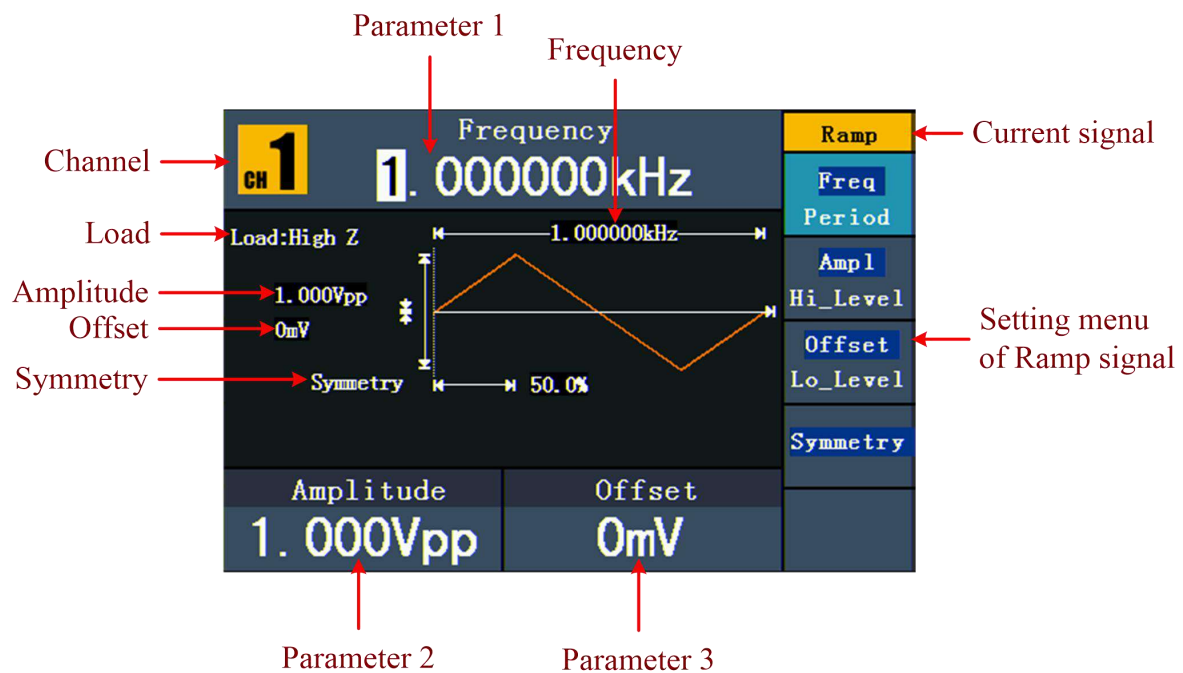 Parameter 1
Frequency
Channel
CH 1
Frequency
1.000000kHz
Ramp
Current signal
Freq
Period
Load
Load:High Z
1.000000kHz
Amplitude
1.000Vpp
Ampl
Hi_Level
Offset
0mV
Offset
Lo_Level
Setting menu
of Ramp signal
Symmetry
Symmetry
50.0%
Symmetry
Amplitude
Offset
1.000Vpp
0mV
Parameter 2
Parameter 3